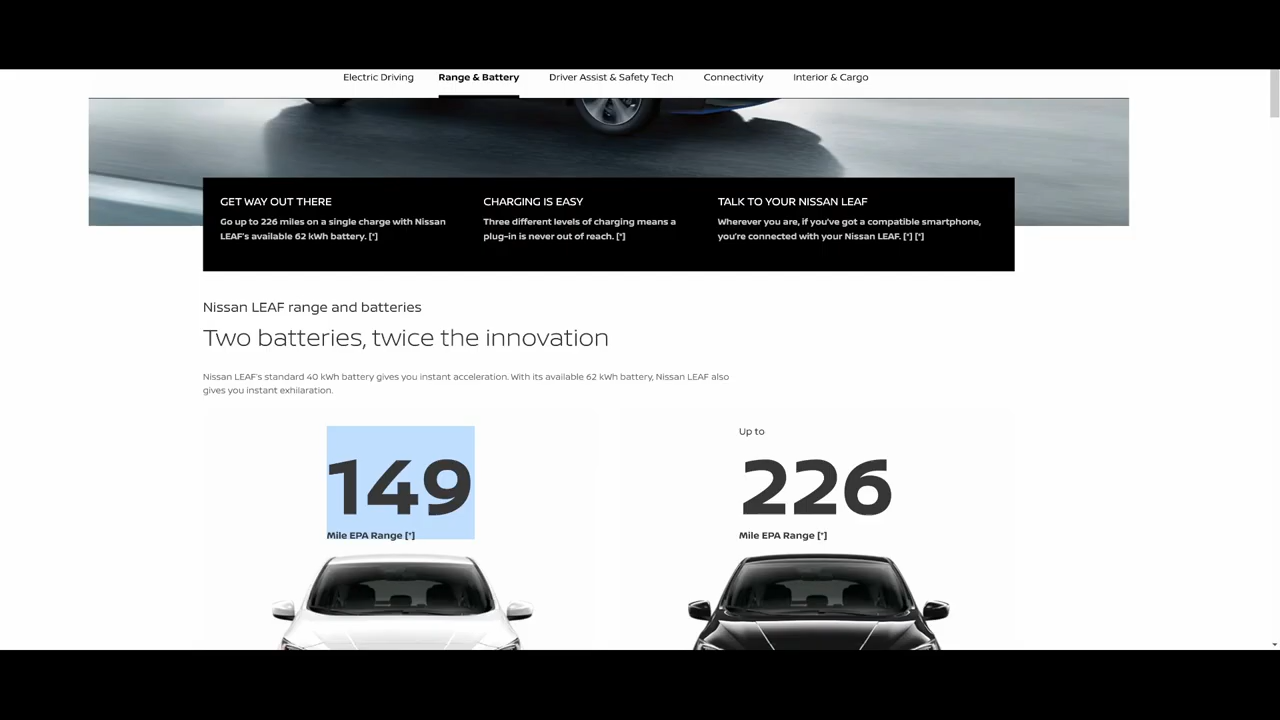 Electric Driving
Range & Battery
Driver Assist & Safety Tech
Connectivity
Interior & Cargo
GET WAY OUT THERE
Go up to 226 miles on a single charge with Nissan
LEAF's available 62 kWh battery. [*]
CHARGING IS EASY
Three different levels of charging means a
plug-in is never out of reach. [*]
TALK TO YOUR NISSAN LEAF
Wherever you are, if you've got a compatible smartphone,
you're connected with your Nissan LEAF. [*] [*]
Nissan LEAF range and batteries
Two batteries, twice the innovation
Nissan LEAF's standard 40 kWh battery gives you instant acceleration. With its available 62 kWh battery, Nissan LEAF also
gives you instant exhilaration.
149
Mile EPA Range [*]
Up to
226
Mile EPA Range [*]